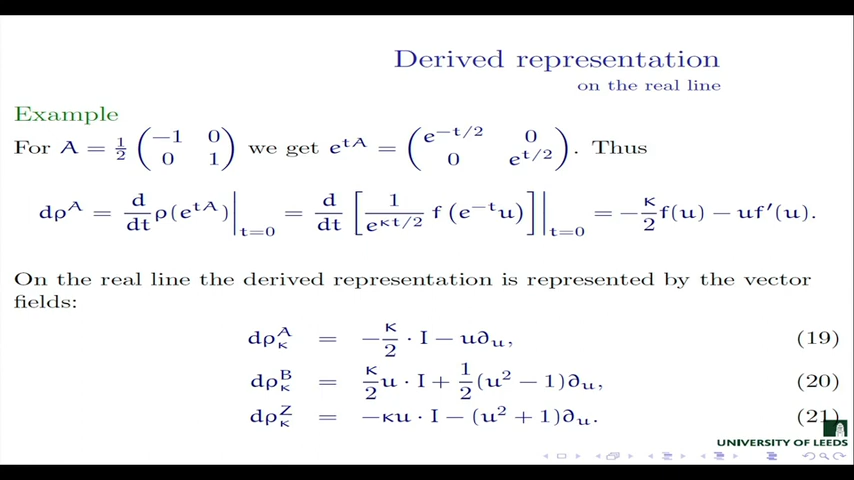 Derived representation
on the real line
Example
For A = ½ (−1 0; 0 1) we get e^{tA} = (e^{−t/2} 0; 0 e^{t/2}). Thus
dρ^A = d/dt ρ(e^{tA})|_{t=0} = d/dt [1/e^{κt/2} f (e^{−t}u)]|_{t=0} = −κ/2 f(u) − uf′(u).
On the real line the derived representation is represented by the vector
fields:
dρ^A_κ = −κ/2 · I − u∂_u, (19)
dρ^B_κ = κ/2 u · I + 1/2 (u² − 1)∂_u, (20)
dρ^Z_κ = −κu · I − (u² + 1)∂_u. (21)
UNIVERSITY OF LEEDS